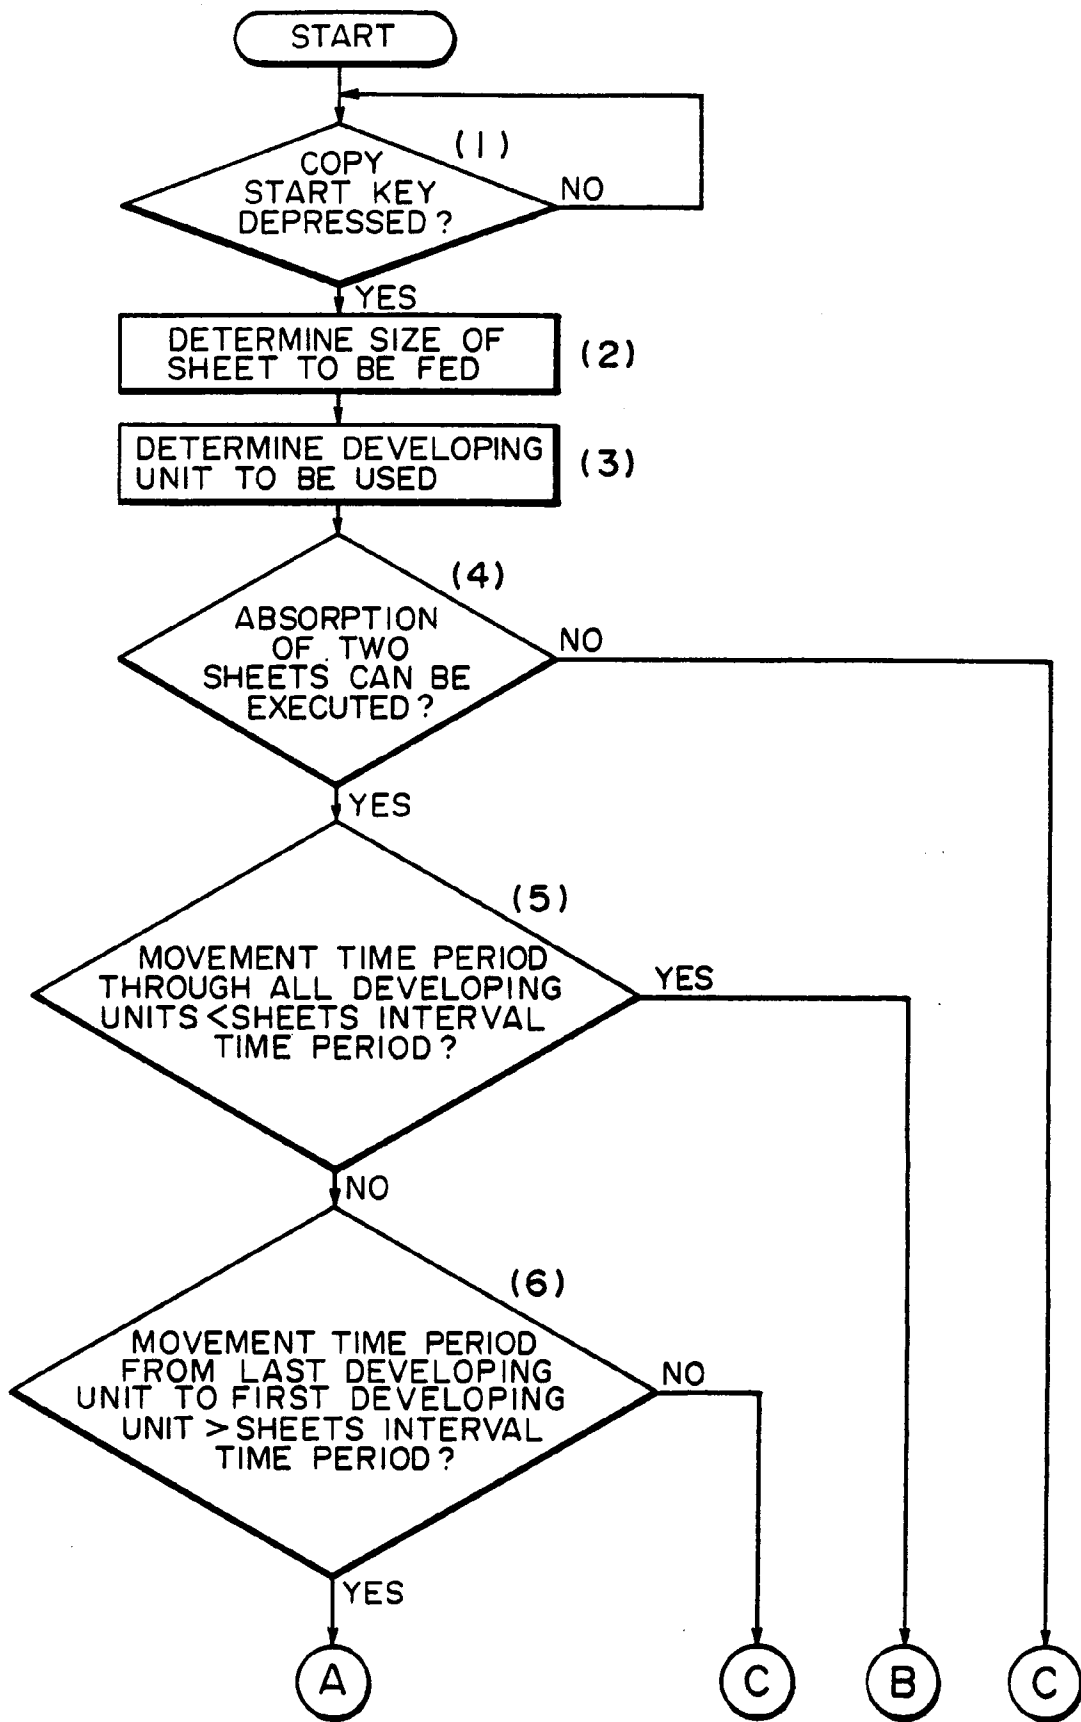 START
(1)
COPY
START KEY
DEPRESSED?
NO
YES
DETERMINE SIZE OF
SHEET TO BE FED
(2)
DETERMINE DEVELOPING
UNIT TO BE USED
(3)
(4)
ABSORPTION
OF TWO
SHEETS CAN BE
EXECUTED?
NO
YES
(5)
MOVEMENT TIME PERIOD
THROUGH ALL DEVELOPING
UNITS<SHEETS INTERVAL
TIME PERIOD?
YES
NO
(6)
MOVEMENT TIME PERIOD
FROM LAST DEVELOPING
UNIT TO FIRST DEVELOPING
UNIT>SHEETS INTERVAL
TIME PERIOD?
NO
YES
A
C
B
C